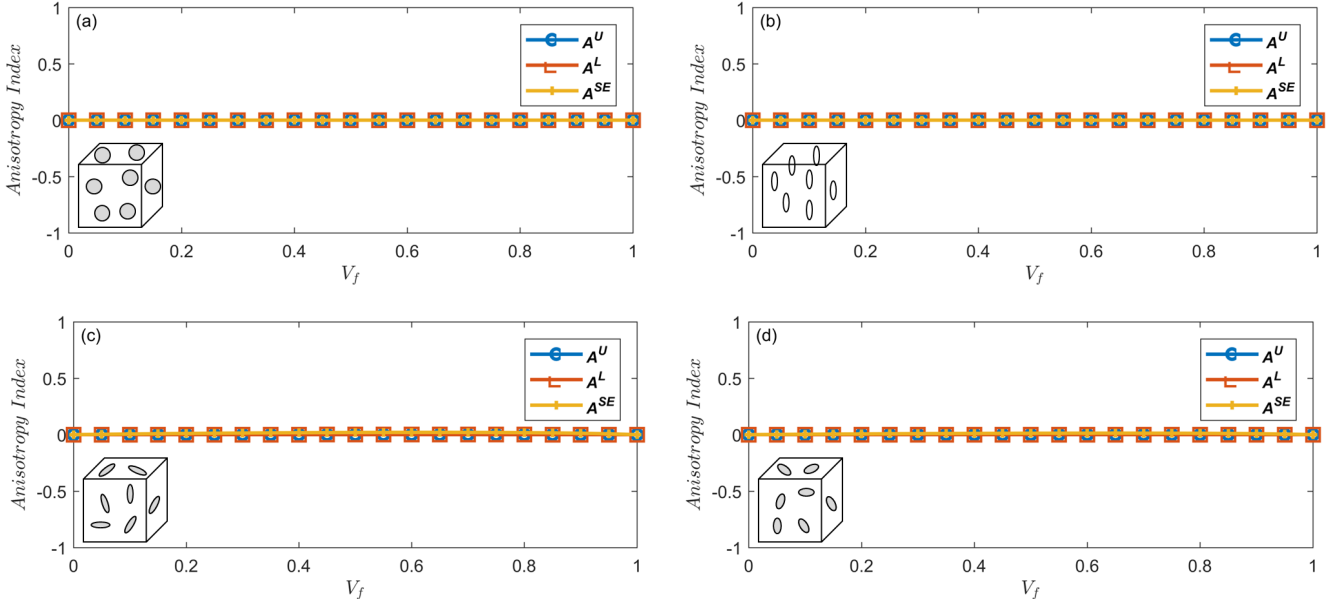 (a)
A^U
A^L
A^SE
Anisotropy Index
1
0.5
0
-0.5
-1
0 0.2 0.4 0.6 0.8 1
V_f
(b)
A^U
A^L
A^SE
Anisotropy Index
1
0.5
0
-0.5
-1
0 0.2 0.4 0.6 0.8 1
V_f
(c)
A^U
A^L
A^SE
Anisotropy Index
1
0.5
0
-0.5
-1
0 0.2 0.4 0.6 0.8 1
V_f
(d)
A^U
A^L
A^SE
Anisotropy Index
1
0.5
0
-0.5
-1
0 0.2 0.4 0.6 0.8 1
V_f